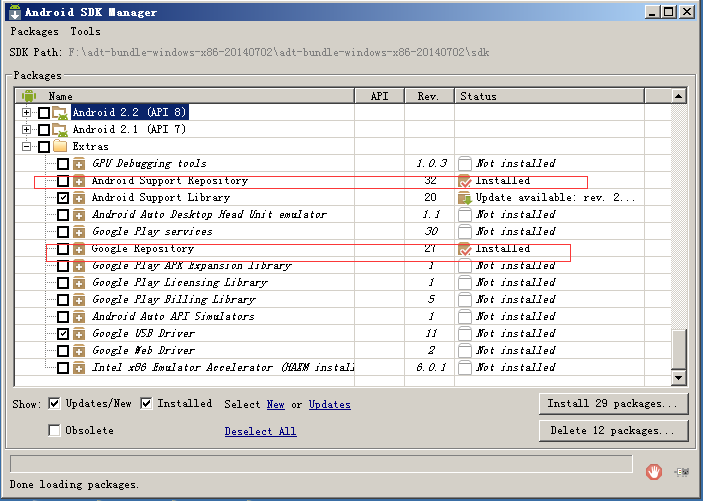 Android SDK Manager
Packages Tools
SDK Path: F:\adt-bundle-windows-x86-20140702\adt-bundle-windows-x86-20140702\sdk
Packages
Name API Rev. Status
Android 2.2 (API 8)
Android 2.1 (API 7)
Extras
GPU Debugging tools 1.0.3 Not installed
Android Support Repository 32 Installed
Android Support Library 20 Update available: rev. 2...
Android Auto Desktop Head Unit emulator 1.1 Not installed
Google Play services 30 Not installed
Google Repository 27 Installed
Google Play APK Expansion library 1 Not installed
Google Play Licensing Library 1 Not installed
Google Play Billing Library 5 Not installed
Android Auto API Simulators 1 Not installed
Google USB Driver 11 Not installed
Google Web Driver 2 Not installed
Intel x86 Emulator Accelerator (HAXM install 6.0.1 Not installed
Show: Updates/New Installed Select New or Updates Install 29 packages...
Obsolete Deselect All Delete 12 packages...
Done loading packages.